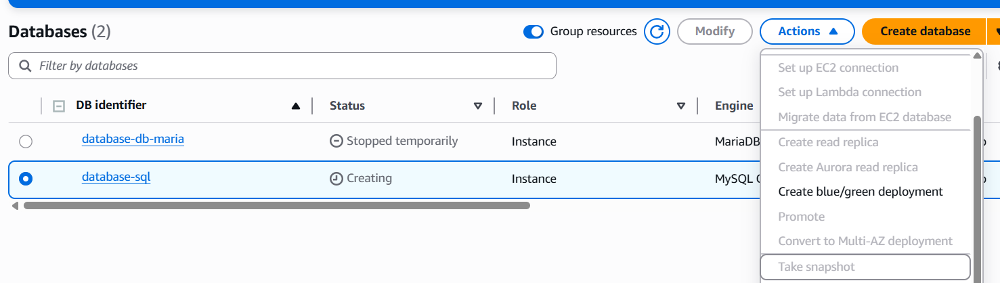 Databases (2)
Group resources
Modify
Actions
Create database
Filter by databases
DB identifier
Status
Role
Engine
database-db-maria
Stopped temporarily
Instance
MariaDB
database-sql
Creating
Instance
MySQL C
Set up EC2 connection
Set up Lambda connection
Migrate data from EC2 database
Create read replica
Create Aurora read replica
Create blue/green deployment
Promote
Convert to Multi-AZ deployment
Take snapshot